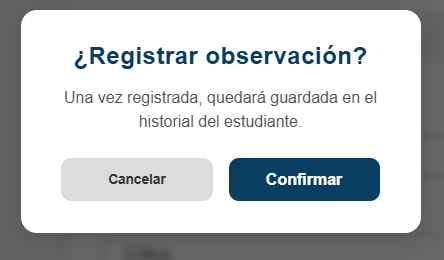 ¿Registrar observación?
Una vez registrada, quedará guardada en el
historial del estudiante.
Cancelar
Confirmar